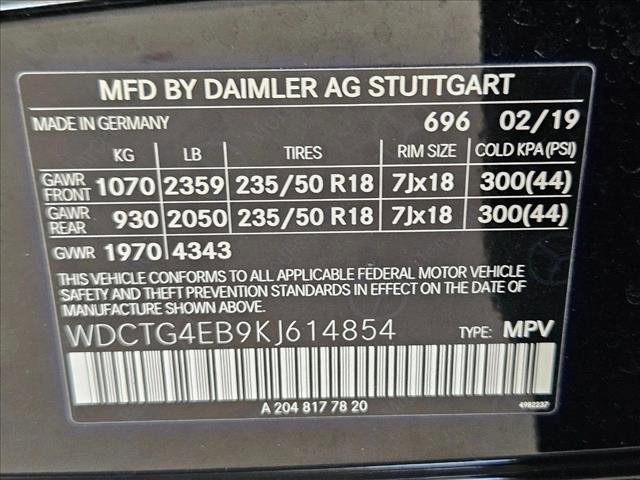 MFD BY DAIMLER AG STUTTGART
MADE IN GERMANY 696 02/19
KG LB TIRES RIM SIZE COLD KPA(PSI)
GAWR FRONT 1070 2359 235/50 R18 7Jx18 300(44)
GAWR REAR 930 2050 235/50 R18 7Jx18 300(44)
GVWR 1970 4343
THIS VEHICLE CONFORMS TO ALL APPLICABLE FEDERAL MOTOR VEHICLE
SAFETY, BUMPER AND THEFT PREVENTION STANDARDS IN EFFECT ON THE DATE OF
MANUFACTURE SHOWN ABOVE.
WDCTG4EB9KJ614854 TYPE: MPV
A 204 817 78 20 4982237